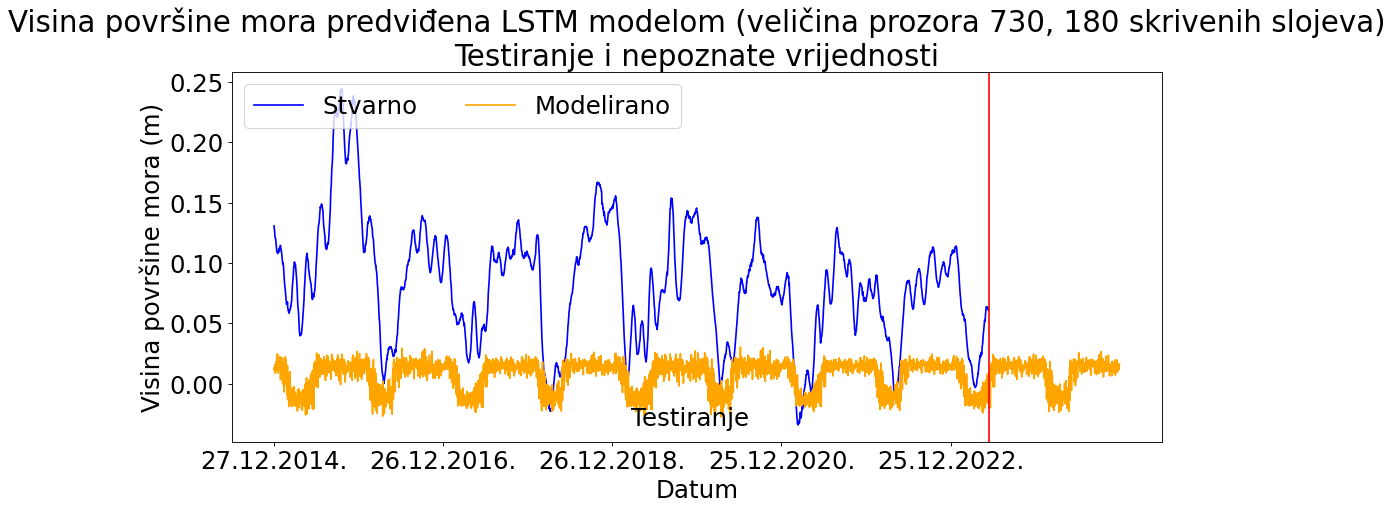 Visina površine mora predviđena LSTM modelom (veličina prozora 730, 180 skrivenih slojeva)
Testiranje i nepoznate vrijednosti
Stvarno Modelirano
Visina površine mora (m)
0.25
0.20
0.15
0.10
0.05
0.00
Testiranje
27.12.2014. 26.12.2016. 26.12.2018. 25.12.2020. 25.12.2022.
Datum